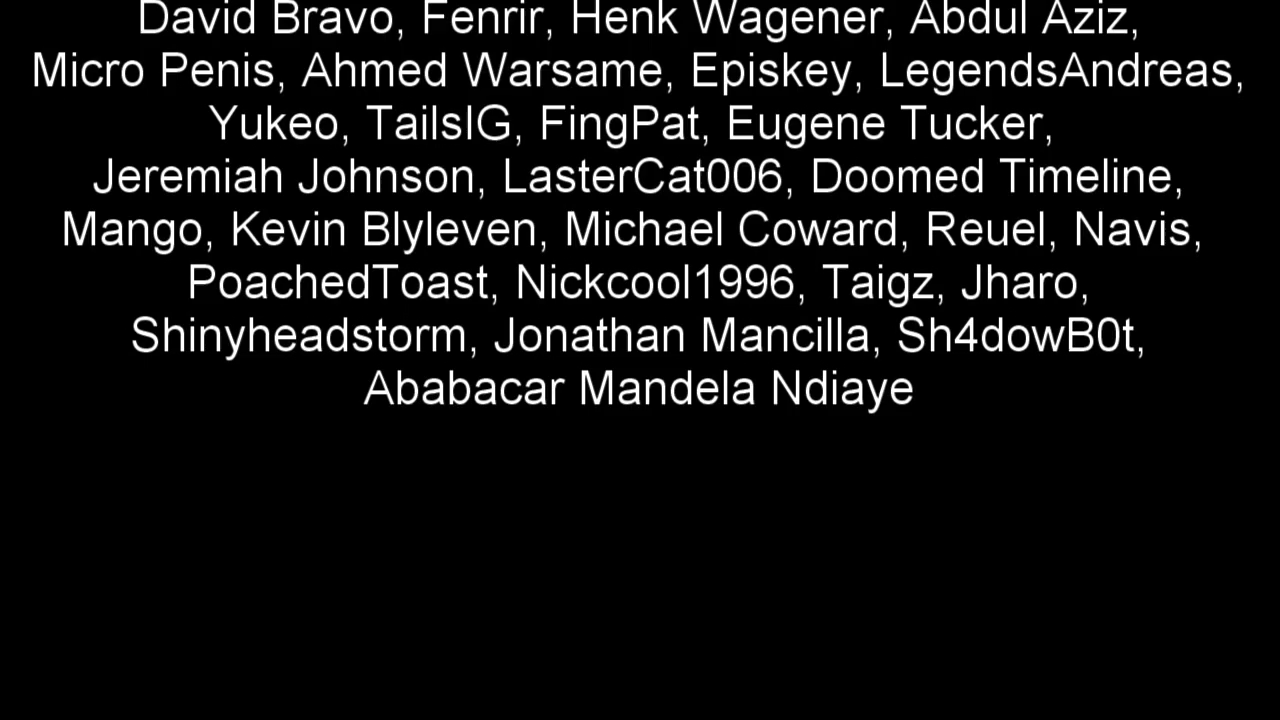 David Bravo, Fenrir, Henk Wagener, Abdul Aziz,
Micro Penis, Ahmed Warsame, Episkey, LegendsAndreas,
Yukeo, TailsIG, FingPat, Eugene Tucker,
Jeremiah Johnson, LasterCat006, Doomed Timeline,
Mango, Kevin Blyleven, Michael Coward, Reuel, Navis,
PoachedToast, Nickcool1996, Taigz, Jharo,
Shinyheadstorm, Jonathan Mancilla, Sh4dowB0t,
Ababacar Mandela Ndiaye